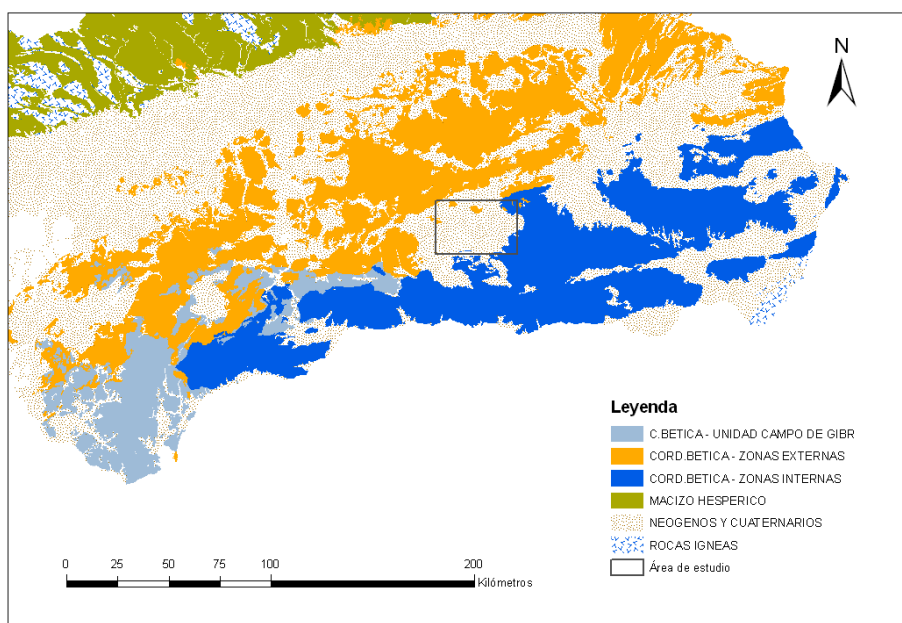 N
Leyenda
C.BETICA - UNIDAD CAMPO DE GIBR
CORD.BETICA - ZONAS EXTERNAS
CORD.BETICA - ZONAS INTERNAS
MACIZO HESPERICO
NEOGENOS Y CUATERNARIOS
ROCAS IGNEAS
Área de estudio
0 25 50 75 100 200
Kilómetros